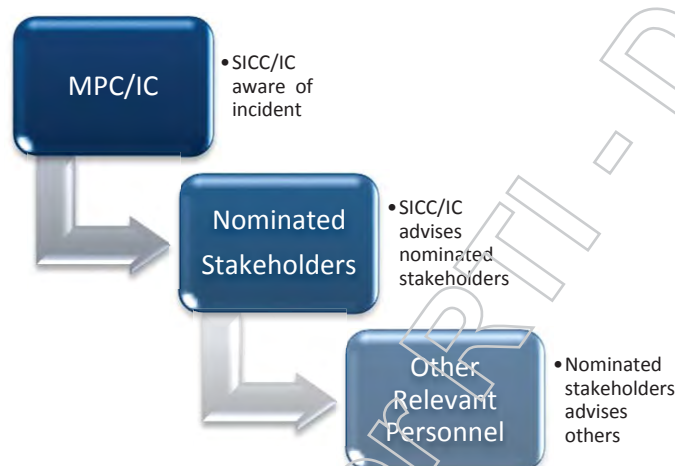 MPC/IC
•SICC/IC
aware of
incident
Nominated
Stakeholders
•SICC/IC
advises
nominated
stakeholders
Other
Relevant
Personnel
•Nominated
stakeholders
advises
others
RTI - D